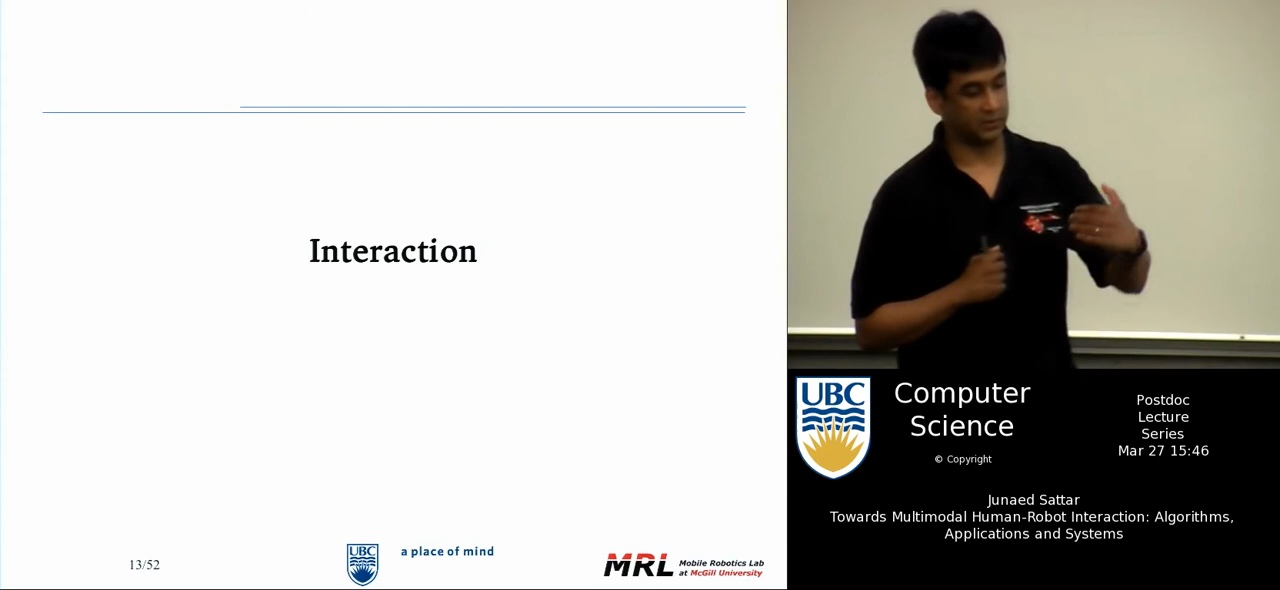 Interaction
13/52
UBC
a place of mind
MRL Mobile Robotics Lab
at McGill University
UBC
Computer
Science
© Copyright
Postdoc
Lecture
Series
Mar 27 15:46
Junaed Sattar
Towards Multimodal Human-Robot Interaction: Algorithms,
Applications and Systems